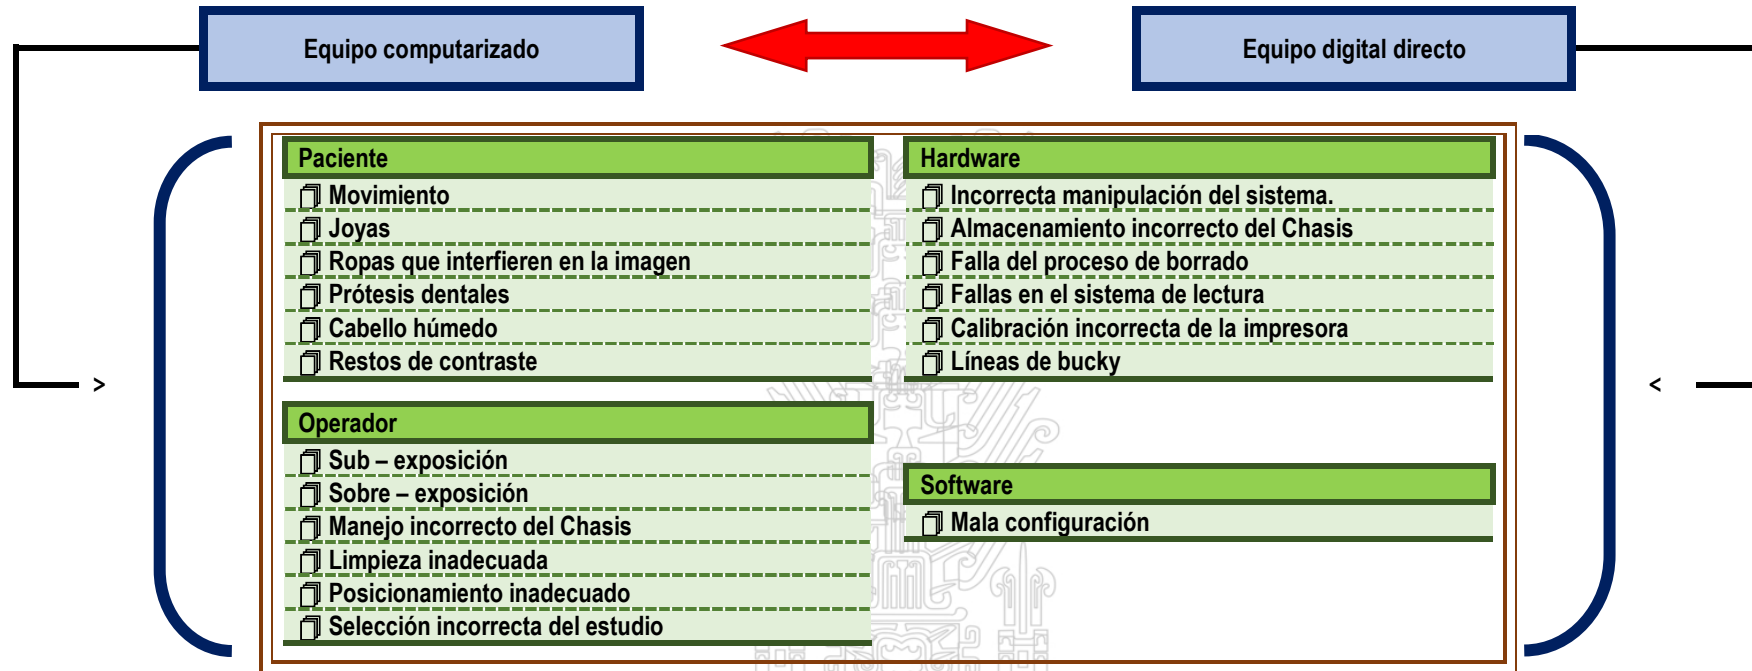 Equipo computarizado
Equipo digital directo
Paciente
Movimiento
Joyas
Ropas que interfieren en la imagen
Prótesis dentales
Cabello húmedo
Restos de contraste
Operador
Sub – exposición
Sobre – exposición
Manejo incorrecto del Chasis
Limpieza inadecuada
Posicionamiento inadecuado
Selección incorrecta del estudio
Hardware
Incorrecta manipulación del sistema.
Almacenamiento incorrecto del Chasis
Falla del proceso de borrado
Fallas en el sistema de lectura
Calibración incorrecta de la impresora
Líneas de bucky
Software
Mala configuración